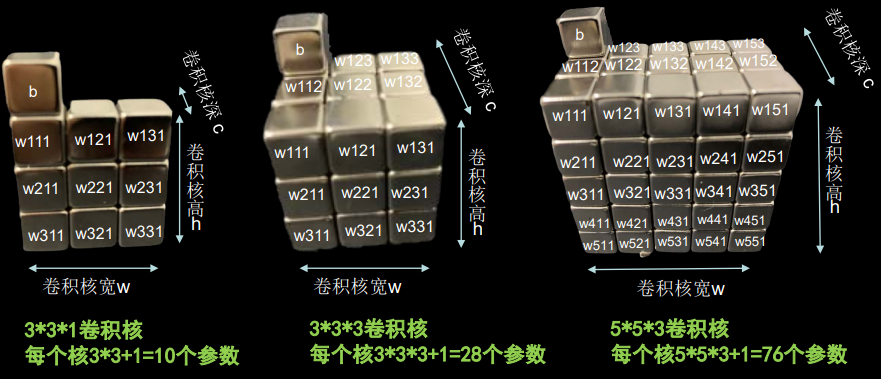 b
w111 w121 w131
w211 w221 w231
w311 w321 w331
卷积核深 c
卷积核高h
卷积核宽w
3*3*1卷积核
每个核3*3+1=10个参数
b
w123 w133
w112 w122 w132
w111 w121 w131
w211 w221 w231
w311 w321 w331
卷积核深 c
卷积核高h
卷积核宽w
3*3*3卷积核
每个核3*3*3+1=28个参数
b
w123 w133 w143 w153
w112 w122 w132 w142 w152
w111 w121 w131 w141 w151
w211 w221 w231 w241 w251
w311 w321 w331 w341 w351
w411 w421 w431 w441 w451
w511 w521 w531 w541 w551
卷积核深 c
卷积核高h
卷积核宽w
5*5*3卷积核
每个核5*5*3+1=76个参数